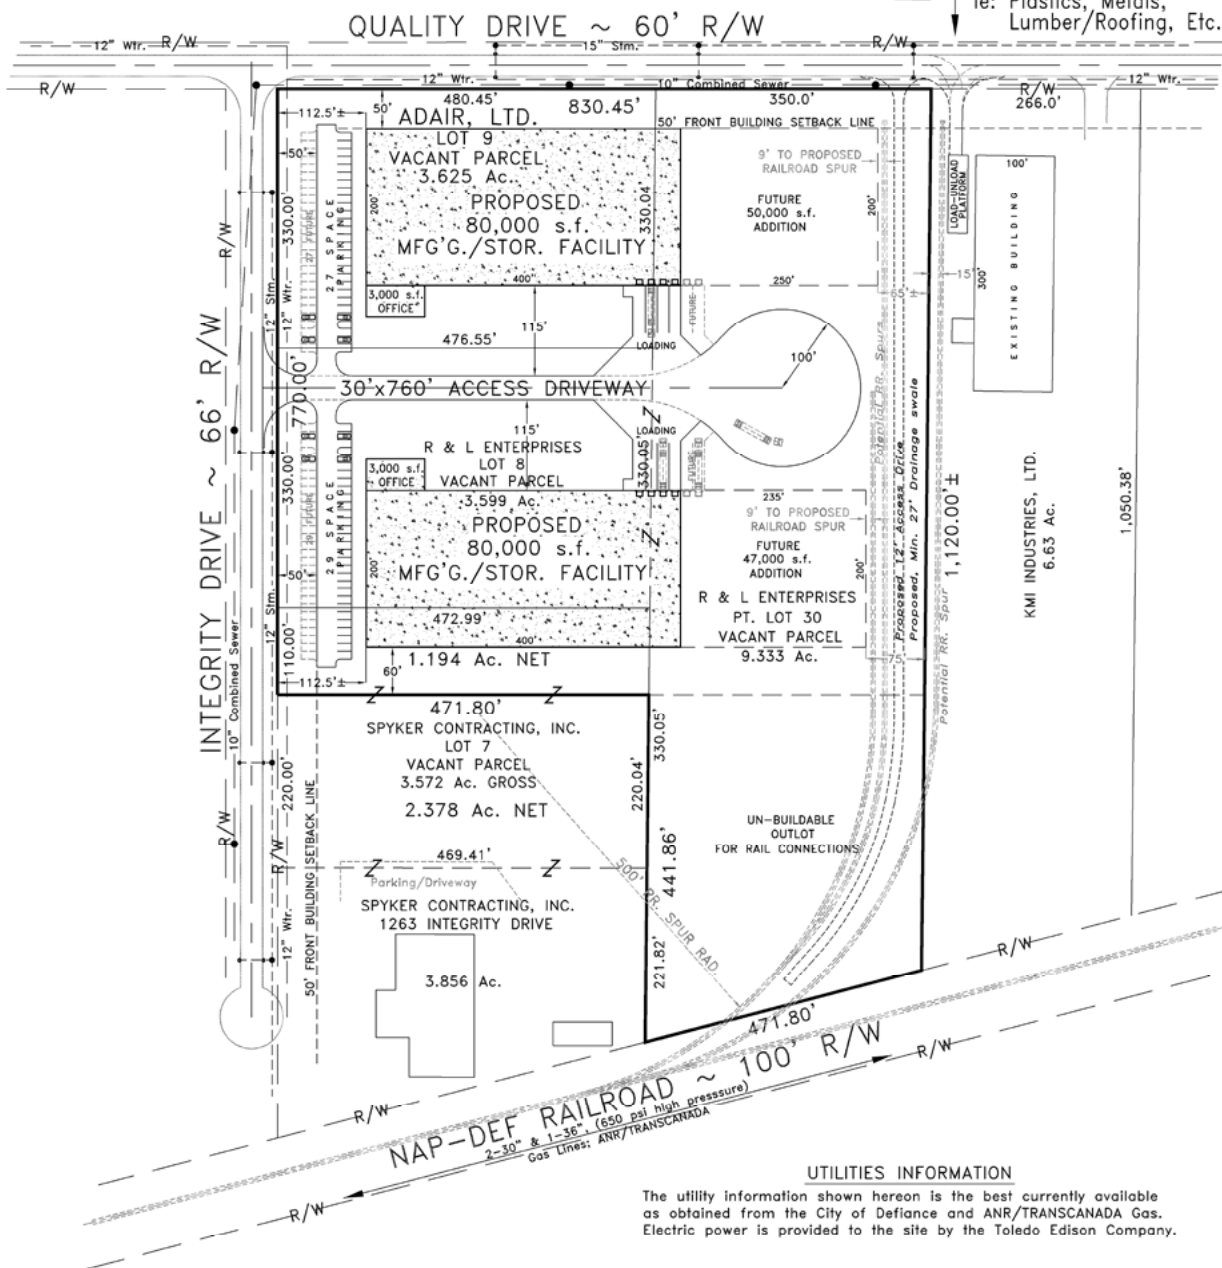 Ie: Plastics, Metals,
Lumber/Roofing, Etc.
QUALITY DRIVE ~ 60' R/W
12" Wtr.
R/W
15" Stm.
R/W
R/W
12" Wtr.
10" Combined Sewer
R/W
12" Wtr.
266.0'
112.5'±
50'
480.45'
830.45'
350.0'
50' FRONT BUILDING SETBACK LINE
ADAIR, LTD.
LOT 9
VACANT PARCEL
3.625 Ac.
PROPOSED
80,000 s.f.
MFG'G./STOR. FACILITY
200'
400'
330.04
9' TO PROPOSED
RAILROAD SPUR
FUTURE
50,000 s.f.
ADDITION
200'
250'
LOAD-UNLOAD
PLATFORM
100'
300'
EXISTING BUILDING
15'
65'±
50'
330.00'
27 FUTURE
27 SPACE
PARKING
R/W
12" Stm.
12" Wtr.
3,000 s.f.
OFFICE
115'
476.55'
LOADING
FUTURE
100'
30'x760' ACCESS DRIVEWAY
770.00'
INTEGRITY DRIVE ~ 66' R/W
115'
R & L ENTERPRISES
LOT 8
VACANT PARCEL
3.599 Ac.
LOADING
330.05'
FUTURE
3,000 s.f.
OFFICE
330.00'
29 FUTURE
29 SPACE
PARKING
50'
PROPOSED
80,000 s.f.
MFG'G./STOR. FACILITY
200'
472.99'
400'
235'
9' TO PROPOSED
RAILROAD SPUR
FUTURE
47,000 s.f.
ADDITION
200'
R & L ENTERPRISES
PT. LOT 30
VACANT PARCEL
9.333 Ac.
75'
Potential RR. Spurs
Proposed 12' Access Drive
Proposed, Min. 27' Drainage swale
Potential RR. Spur
1,120.00'±
KMI INDUSTRIES, LTD.
6.63 Ac.
1,050.38'
12" Stm.
110.00'
1.194 Ac. NET
60'
112.5'±
10" Combined Sewer
471.80'
SPYKER CONTRACTING, INC.
LOT 7
VACANT PARCEL
3.572 Ac. GROSS
2.378 Ac. NET
330.05'
220.04'
441.86'
220.00'
R/W
R/W
50' FRONT BUILDING SETBACK LINE
12" Wtr.
UN-BUILDABLE
OUTLOT
FOR RAIL CONNECTIONS
469.41'
Parking/Driveway
SPYKER CONTRACTING, INC.
1263 INTEGRITY DRIVE
3.856 Ac.
500' RR. SPUR RAD.
221.82'
471.80'
R/W
R/W
R/W
R/W
NAP-DEF RAILROAD ~ 100' R/W
2-30" & 1-36", (650 psi high presssure)
Gas Lines: ANR/TRANSCANADA
UTILITIES INFORMATION
The utility information shown hereon is the best currently available
as obtained from the City of Defiance and ANR/TRANSCANADA Gas.
Electric power is provided to the site by the Toledo Edison Company.